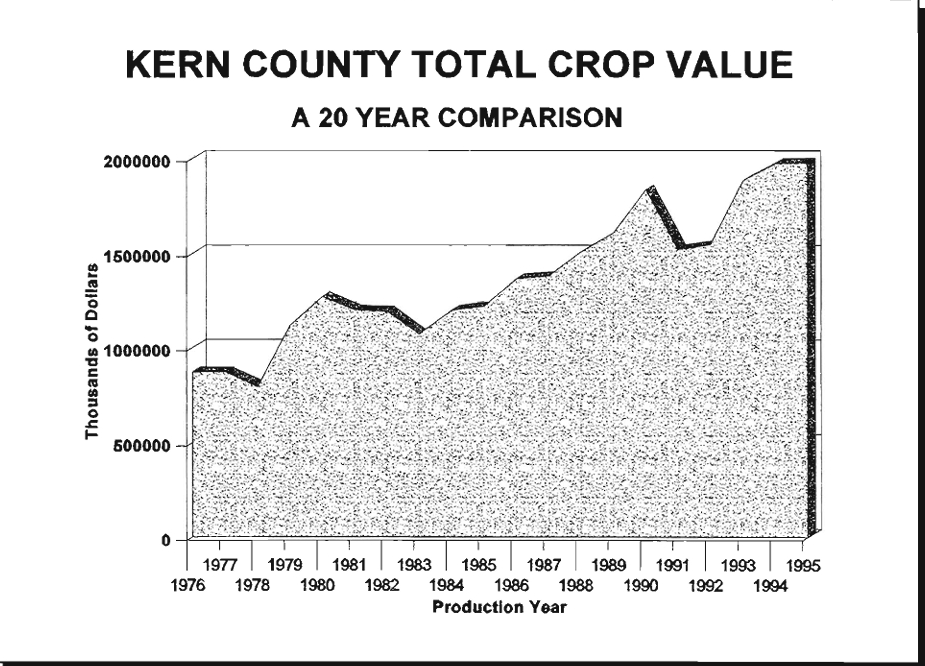 KERN COUNTY TOTAL CROP VALUE
A 20 YEAR COMPARISON
2000000
1500000
1000000
500000
0
Thousands of Dollars
1977 1979 1981 1983 1985 1987 1989 1991 1993 1995
1976 1978 1980 1982 1984 1986 1988 1990 1992 1994
Production Year